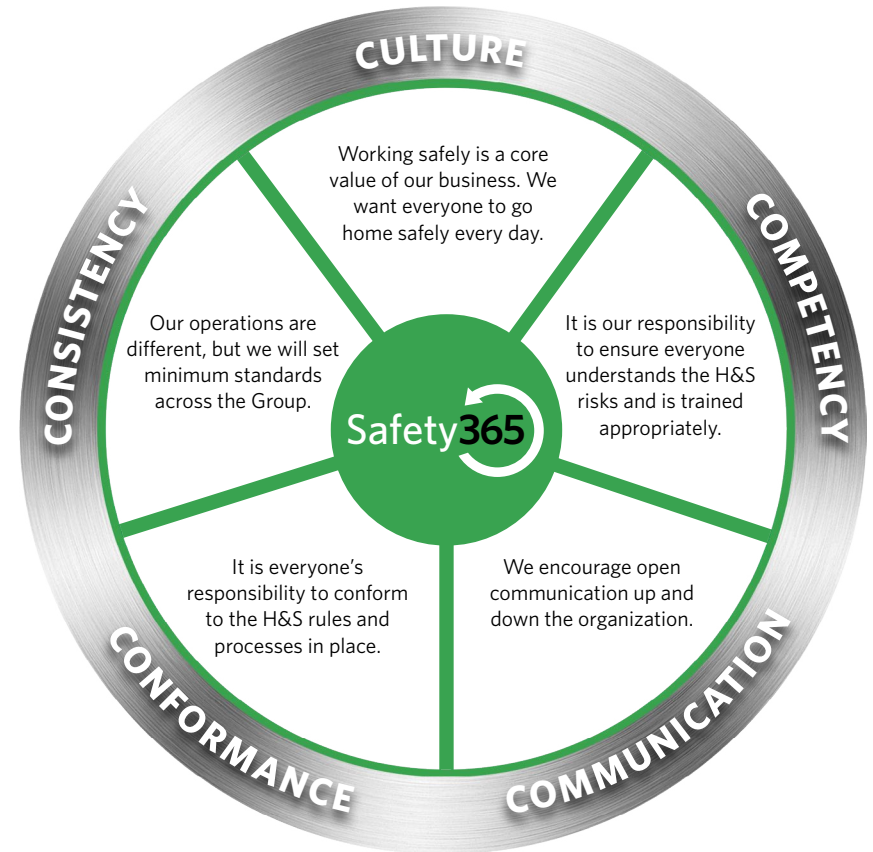 CULTURE
Working safely is a core
value of our business. We
want everyone to go
home safely every day.
COMPETENCY
It is our responsibility
to ensure everyone
understands the H&S
risks and is trained
appropriately.
COMMUNICATION
We encourage open
communication up and
down the organization.
CONFORMANCE
It is everyone’s
responsibility to conform
to the H&S rules and
processes in place.
CONSISTENCY
Our operations are
different, but we will set
minimum standards
across the Group.
Safety365